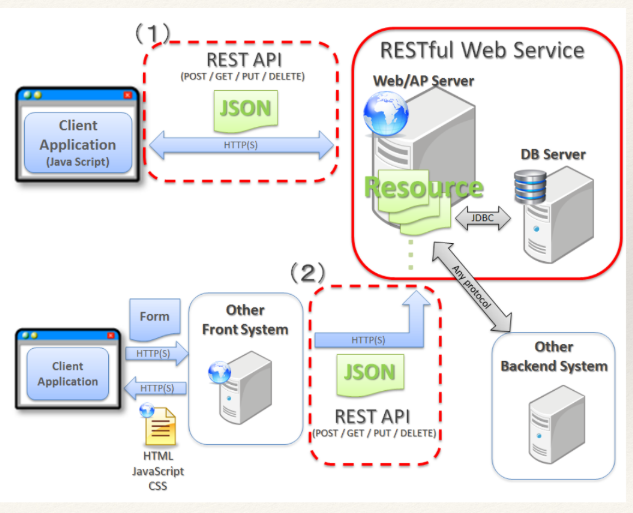 (1)
REST API
(POST / GET / PUT / DELETE)
JSON
HTTP(S)
Client
Application
(Java Script)
RESTful Web Service
Web/AP Server
DB Server
Resource
JDBC
Any protocol
(2)
Form
HTTP(S)
HTTP(S)
Client
Application
HTML
JavaScript
CSS
Other
Front System
HTTP(S)
JSON
REST API
(POST / GET / PUT / DELETE)
Other
Backend System